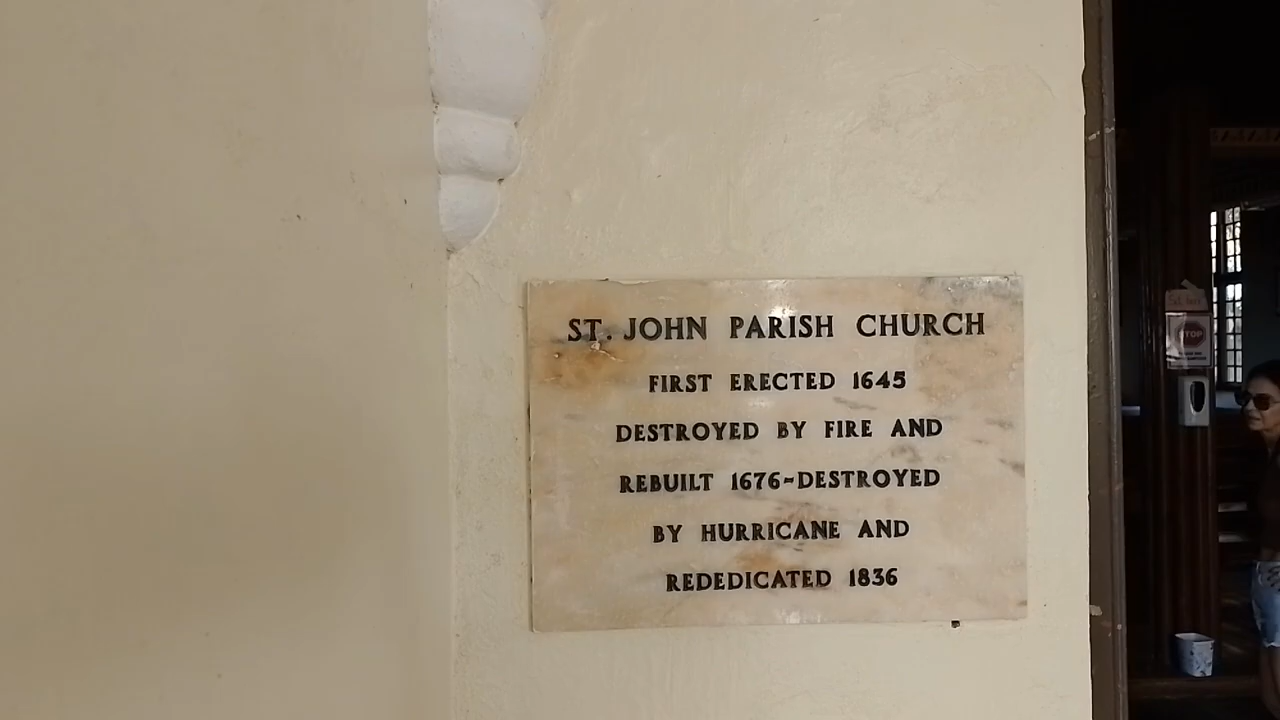 ST. JOHN PARISH CHURCH
FIRST ERECTED 1645
DESTROYED BY FIRE AND
REBUILT 1676-DESTROYED
BY HURRICANE AND
REDEDICATED 1836
STOP